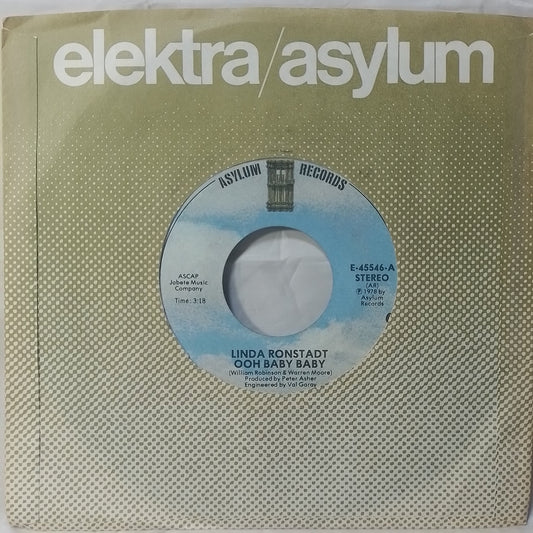 elektra/asylum
ASYLUM RECORDS
E-45546-A
STEREO
(AR)
℗ 1978 by
Asylum
Records
ASCAP
Jobete Music
Company
Time: 3:18
LINDA RONSTADT
OOH BABY BABY
(William Robinson & Warren Moore)
Produced by Peter Asher
Engineered by Val Garay